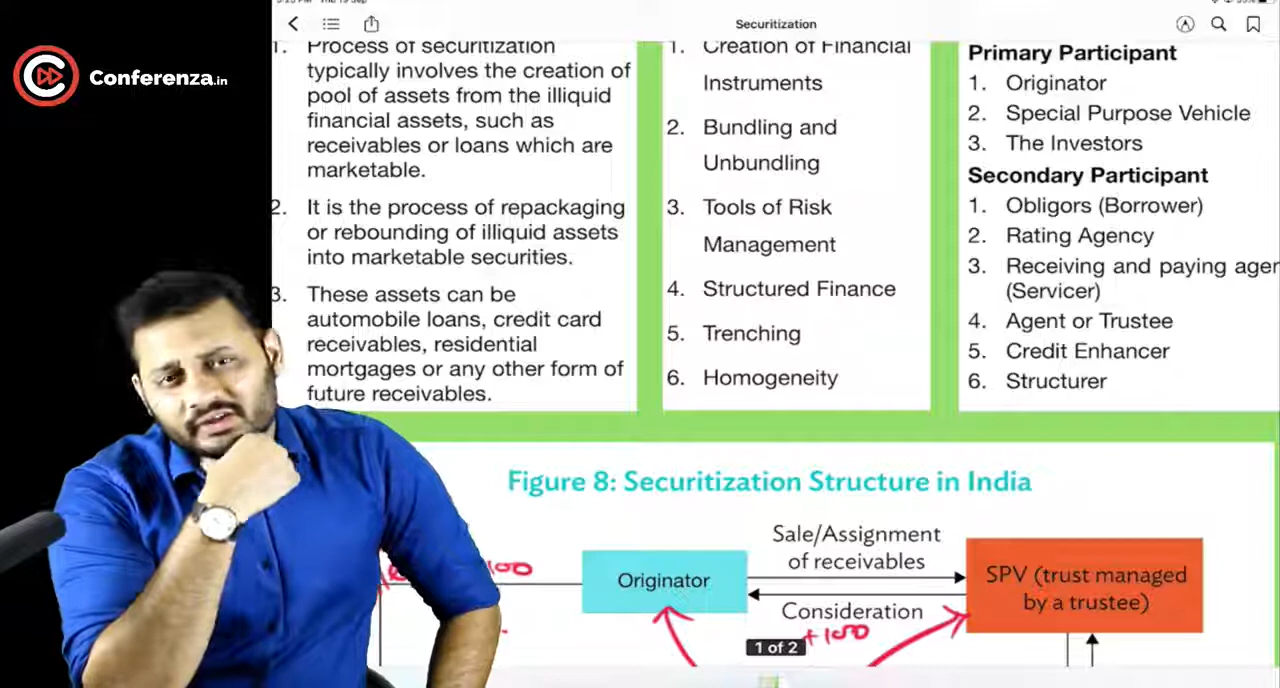 Securitization
Conferenza.in
1. Process of securitization
typically involves the creation of
pool of assets from the illiquid
financial assets, such as
receivables or loans which are
marketable.
2. It is the process of repackaging
or rebounding of illiquid assets
into marketable securities.
3. These assets can be
automobile loans, credit card
receivables, residential
mortgages or any other form of
future receivables.
1. Creation of Financial
Instruments
2. Bundling and
Unbundling
3. Tools of Risk
Management
4. Structured Finance
5. Trenching
6. Homogeneity
Primary Participant
1. Originator
2. Special Purpose Vehicle
3. The Investors
Secondary Participant
1. Obligors (Borrower)
2. Rating Agency
3. Receiving and paying ager
(Servicer)
4. Agent or Trustee
5. Credit Enhancer
6. Structurer
Figure 8: Securitization Structure in India
Sale/Assignment
of receivables
100
Originator
SPV (trust managed
by a trustee)
Consideration
+100
1 of 2